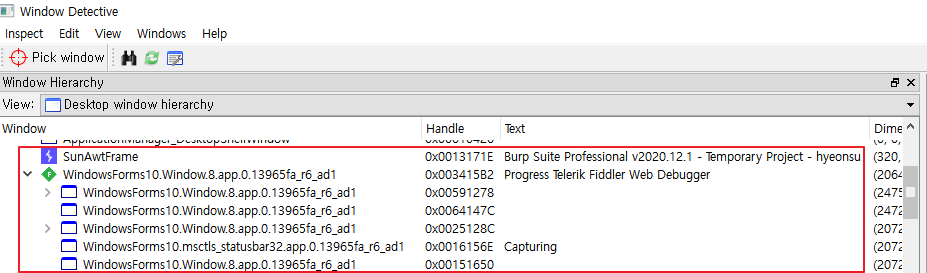 Window Detective
Inspect Edit View Windows Help
Pick window
Window Hierarchy
View: Desktop window hierarchy
Window Handle Text Dime
ApplicationManager_DesktopShellWindow (0, 0, 0
SunAwtFrame 0x0013171E Burp Suite Professional v2020.12.1 - Temporary Project - hyeonsu (320,
WindowsForms10.Window.8.app.0.13965fa_r6_ad1 0x003415B2 Progress Telerik Fiddler Web Debugger (2064
WindowsForms10.Window.8.app.0.13965fa_r6_ad1 0x00591278 (2475
WindowsForms10.Window.8.app.0.13965fa_r6_ad1 0x0064147C (2472
WindowsForms10.Window.8.app.0.13965fa_r6_ad1 0x0025128C (2072
WindowsForms10.msctls_statusbar32.app.0.13965fa_r6_ad1 0x0016156E Capturing (2072
WindowsForms10.Window.8.app.0.13965fa_r6_ad1 0x00151650 (2072